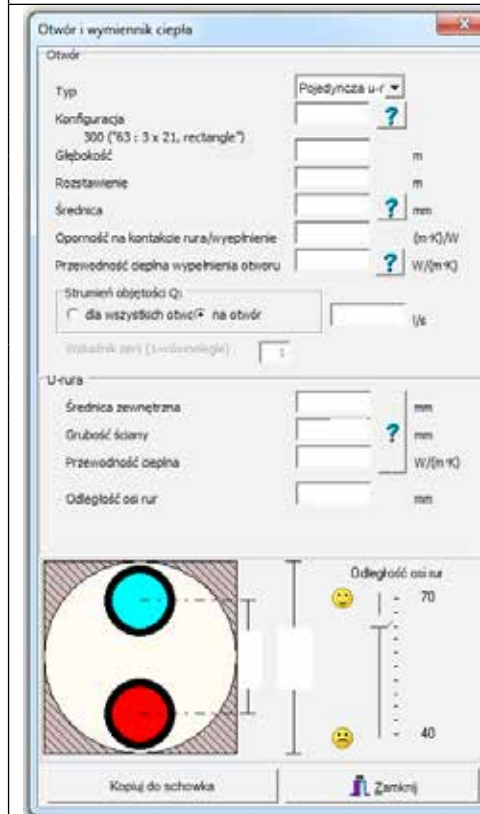 Otwór i wymiennik ciepła
Otwór
Typ Pojedyncza u-r
Konfiguracja ?
300 ("63 : 3 x 21, rectangle")
Głębokość m
Rozstawienie m
Średnica ? mm
Oporność na kontakcie rura/wyepłnienie (m·K)/W
Przewodność cieplna wypełnienia otworu ? W/(m·K)
Strumień objętości Q:
dla wszystkich otwc na otwór l/s
1
U-rura
Średnica zewnętrzna mm
Grubość ściany ? mm
Przewodność cieplna W/(m·K)
Odległość osi rur mm
Odległość osi rur
70
40
Kopiuj do schowka Zamknij